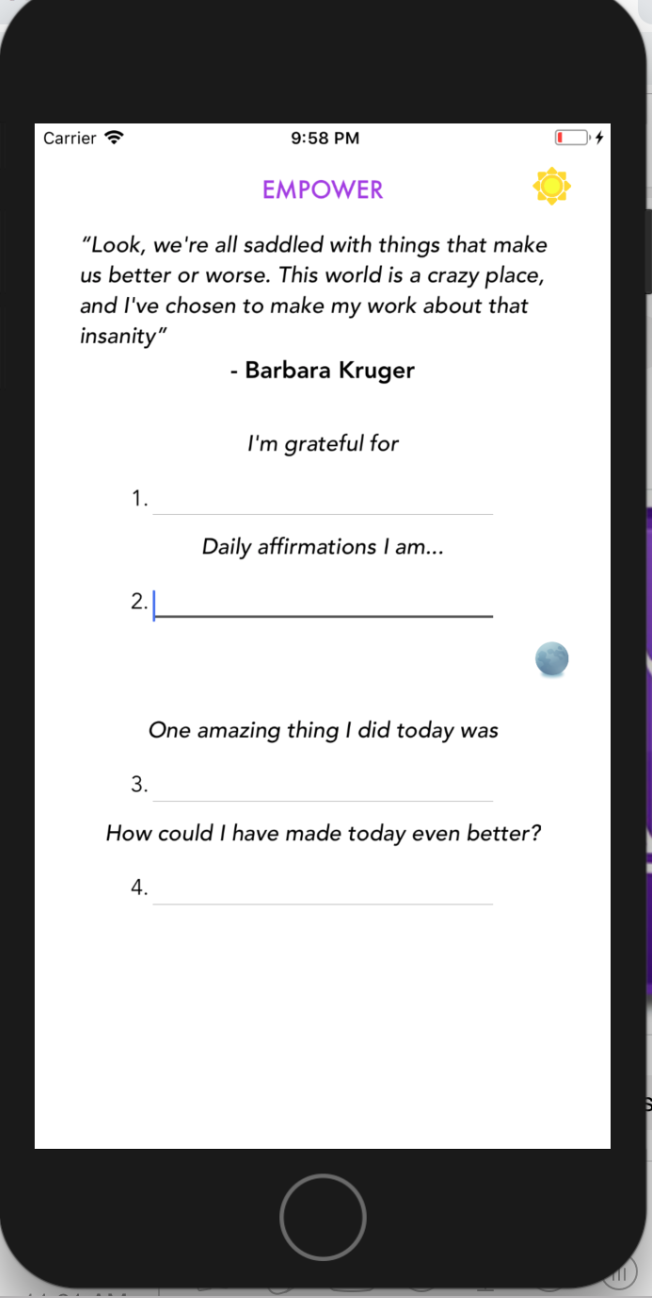 Carrier
9:58 PM
EMPOWER
“Look, we're all saddled with things that make
us better or worse. This world is a crazy place,
and I've chosen to make my work about that
insanity”
- Barbara Kruger
I'm grateful for
1.
Daily affirmations I am...
2.
One amazing thing I did today was
3.
How could I have made today even better?
4.